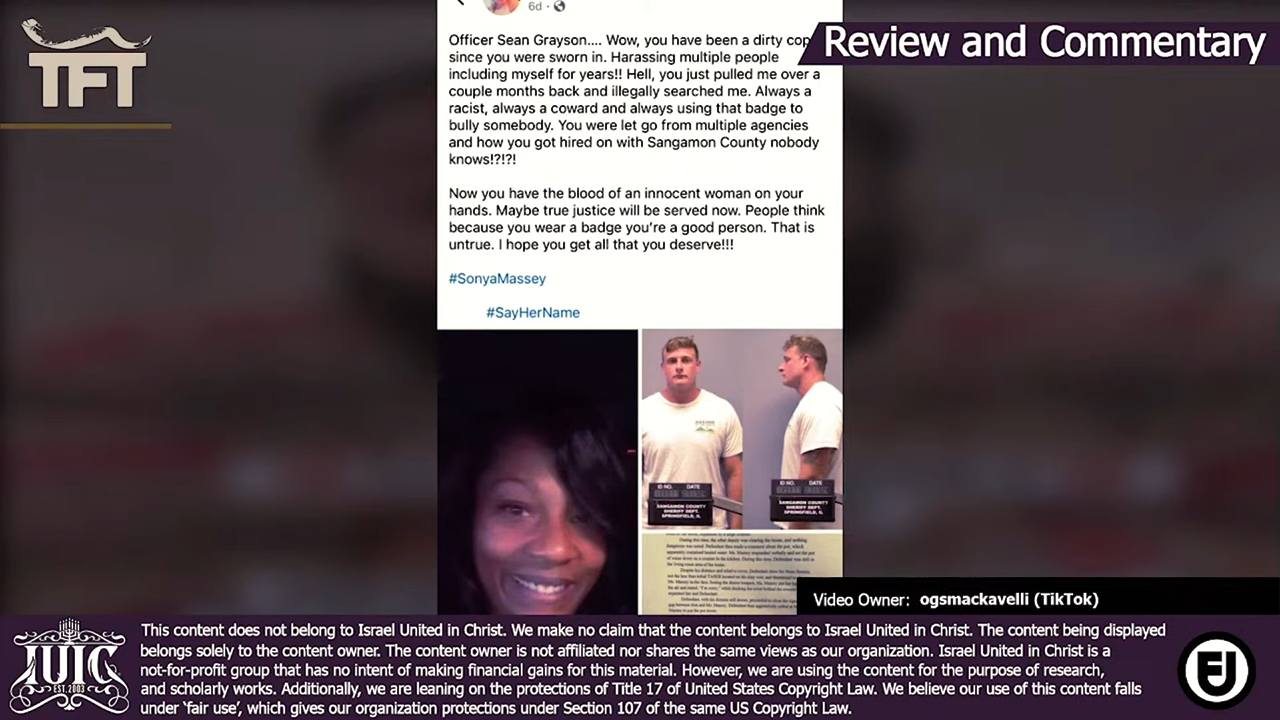 TFT
Review and Commentary
6d
Officer Sean Grayson.... Wow, you have been a dirty cop
since you were sworn in. Harassing multiple people
including myself for years!! Hell, you just pulled me over a
couple months back and illegally searched me. Always a
racist, always a coward and always using that badge to
bully somebody. You were let go from multiple agencies
and how you got hired on with Sangamon County nobody
knows!?!?!
Now you have the blood of an innocent woman on your
hands. Maybe true justice will be served now. People think
because you wear a badge you're a good person. That is
untrue. I hope you get all that you deserve!!!
#SonyaMassey
#SayHerName
ID NO. DATE
SANGAMON COUNTY
SHERIFF DEPT.
SPRINGFIELD, IL
ID NO. DATE
SANGAMON COUNTY
SHERIFF DEPT.
SPRINGFIELD, IL
Video Owner: ogsmackavelli (TikTok)
IUIC
EST. 2003
This content does not belong to Israel United in Christ. We make no claim that the content belongs to Israel United in Christ. The content being displayed
belongs solely to the content owner. The content owner is not affiliated nor shares the same views as our organization. Israel United in Christ is a
not-for-profit group that has no intent of making financial gains for this material. However, we are using the content for the purpose of research,
and scholarly works. Additionally, we are leaning on the protections of Title 17 of United States Copyright Law. We believe our use of this content falls
under 'fair use', which gives our organization protections under Section 107 of the same US Copyright Law.